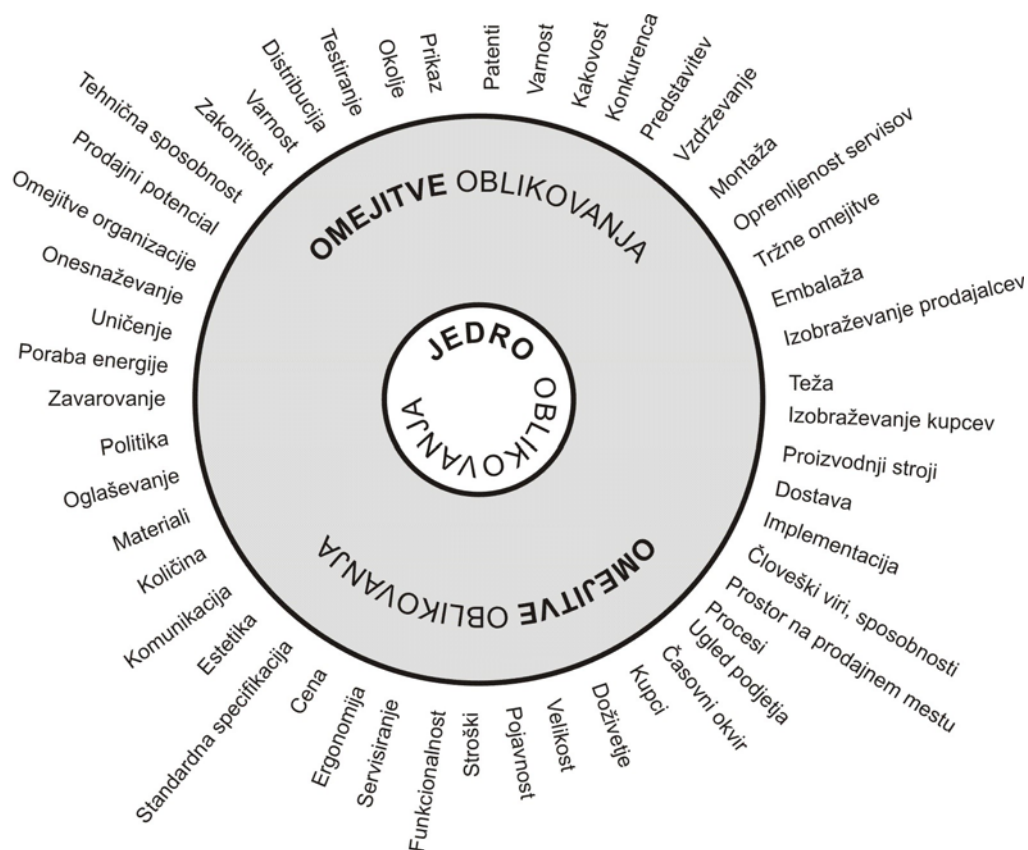 Patenti
Varnost
Kakovost
Konkurenca
Predstavitev
Vzdrževanje
Montaža
Opremljenost servisov
Tržne omejitve
Embalaža
Izobraževanje prodajalcev
Teža
Izobraževanje kupcev
Proizvodnji stroji
Dostava
Implementacija
Človeški viri, sposobnosti
Prostor na prodajnem mestu
Procesi
Ugled podjetja
Časovni okvir
Kupci
Doživetje
Velikost
Pojavnost
Stroški
Funkcionalnost
Servisiranje
Ergonomija
Cena
Standardna specifikacija
Estetika
Komunikacija
Količina
Materiali
Oglaševanje
Politika
Zavarovanje
Poraba energije
Uničenje
Onesnaževanje
Omejitve organizacije
Prodajni potencial
Tehnična sposobnost
Zakonitost
Varnost
Distribucija
Testiranje
Okolje
Prikaz
OMEJITVE OBLIKOVANJA
JEDRO OBLIKOVANJA
OMEJITVE OBLIKOVANJA